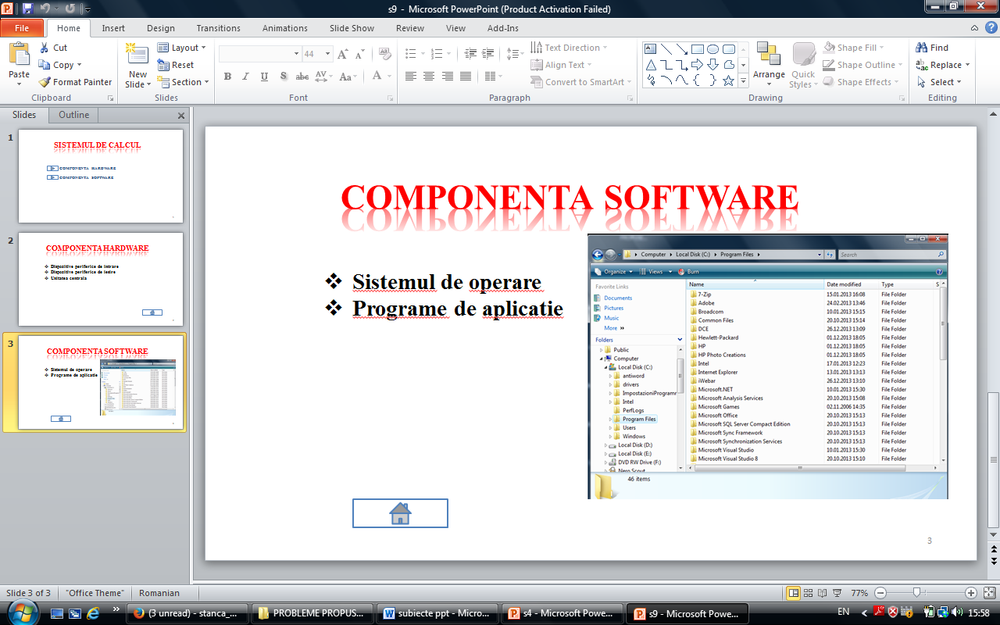 s9 - Microsoft PowerPoint (Product Activation Failed)
File Home Insert Design Transitions Animations Slide Show Review View Add-Ins
Paste
Cut
Copy
Format Painter
Clipboard
New Slide
Layout
Reset
Section
Slides
44
B I U S abc AV Aa A
Font
Text Direction
Align Text
Convert to SmartArt
Paragraph
Arrange
Quick Styles
Shape Fill
Shape Outline
Shape Effects
Drawing
Find
Replace
Select
Editing
Slides Outline
1
SISTEMUL DE CALCUL
COMPONENTA HARDWARE
COMPONENTA SOFTWARE
2
COMPONENTA HARDWARE
Dispozitive periferice de intrare
Dispozitive periferice de iesire
Unitatea centrala
3
COMPONENTA SOFTWARE
Sistemul de operare
Programe de aplicatie
COMPONENTA SOFTWARE
Sistemul de operare
Programe de aplicatie
Computer Local Disk (C:) Program Files
Search
Organize Views Burn
Favorite Links
Documents
Pictures
Music
More »
Folders
Public
Computer
Local Disk (C:)
antiword
drivers
ImpostazioniProgramr
Intel
PerfLogs
Program Files
Users
Windows
Local Disk (D:)
Local Disk (E:)
DVD RW Drive (F:)
Nero Scout
Name Date modified Type S
7-Zip 15.01.2013 16:08 File Folder
Adobe 24.02.2013 13:46 File Folder
Broadcom 10.01.2013 15:15 File Folder
Common Files 20.10.2013 15:14 File Folder
DCE 26.12.2013 13:09 File Folder
Hewlett-Packard 01.12.2013 18:05 File Folder
HP 01.12.2013 18:05 File Folder
HP Photo Creations 01.12.2013 18:05 File Folder
Intel 17.01.2013 12:23 File Folder
Internet Explorer 13.01.2013 13:13 File Folder
iWebar 26.12.2013 13:10 File Folder
Microsoft.NET 10.01.2013 15:30 File Folder
Microsoft Analysis Services 20.10.2013 15:08 File Folder
Microsoft Games 02.11.2006 14:35 File Folder
Microsoft Office 20.10.2013 15:13 File Folder
Microsoft SQL Server Compact Edition 20.10.2013 15:13 File Folder
Microsoft Sync Framework 20.10.2013 15:13 File Folder
Microsoft Synchronization Services 20.10.2013 15:13 File Folder
Microsoft Visual Studio 10.01.2013 15:30 File Folder
Microsoft Visual Studio 8 20.10.2013 15:10 File Folder
46 items
3
Slide 3 of 3 "Office Theme" Romanian 77%
(3 unread) - stanca_... PROBLEME PROPUS... subiecte ppt - Micro... s4 - Microsoft Powe... s9 - Microsoft Powe... EN 15:58